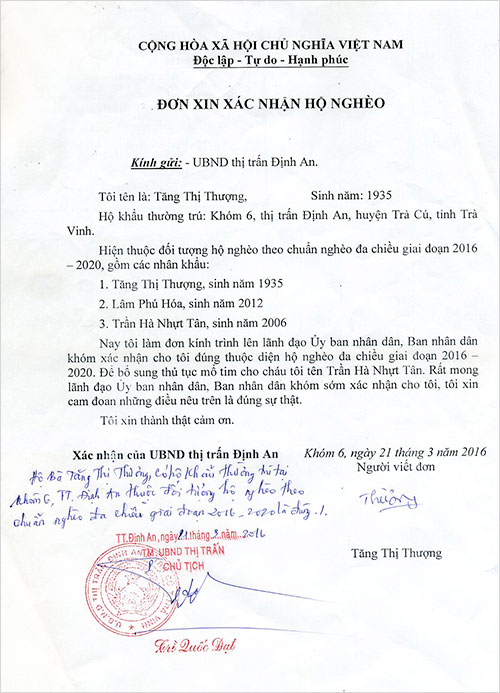 CỘNG HÒA XÃ HỘI CHỦ NGHĨA VIỆT NAM
Độc lập - Tự do - Hạnh phúc
ĐƠN XIN XÁC NHẬN HỘ NGHÈO
Kính gửi: - UBND thị trấn Định An.
Tôi tên là: Tăng Thị Thượng, Sinh năm: 1935
Hộ khẩu thường trú: Khóm 6, thị trấn Định An, huyện Trà Cú, tỉnh Trà
Vinh.
Hiện thuộc đối tượng hộ nghèo theo chuẩn nghèo đa chiều giai đoạn 2016
– 2020, gồm các nhân khẩu:
1. Tăng Thị Thượng, sinh năm 1935
2. Lâm Phú Hóa, sinh năm 2012
3. Trần Hà Nhựt Tân, sinh năm 2006
Nay tôi làm đơn kính trình lên lãnh đạo Ủy ban nhân dân, Ban nhân dân
khóm xác nhận cho tôi đúng thuộc diện hộ nghèo đa chiều giai đoạn 2016 –
2020. Để bổ sung thủ tục mổ tim cho cháu tôi tên Trần Hà Nhựt Tân. Rất mong
lãnh đạo Ủy ban nhân dân, Ban nhân dân khóm sớm xác nhận cho tôi, tôi xin
cam đoan những điều nêu trên là đúng sự thật.
Tôi xin thành thật cảm ơn.
Xác nhận của UBND thị trấn Định An
Hộ Bà Tăng Thị Thượng, có hộ khẩu thường trú tại
khóm 6, TT. Định An thuộc đối tượng hộ nghèo theo
chuẩn nghèo đa chiều giai đoạn 2016 - 2020 là đúng./.
TT.Định An, ngày 21 tháng 3 năm 2016
TM. UBND THỊ TRẤN
CHỦ TỊCH
Khóm 6, ngày 21 tháng 3 năm 2016
Người viết đơn
Thượng
Tăng Thị Thượng
Quốc Đạt